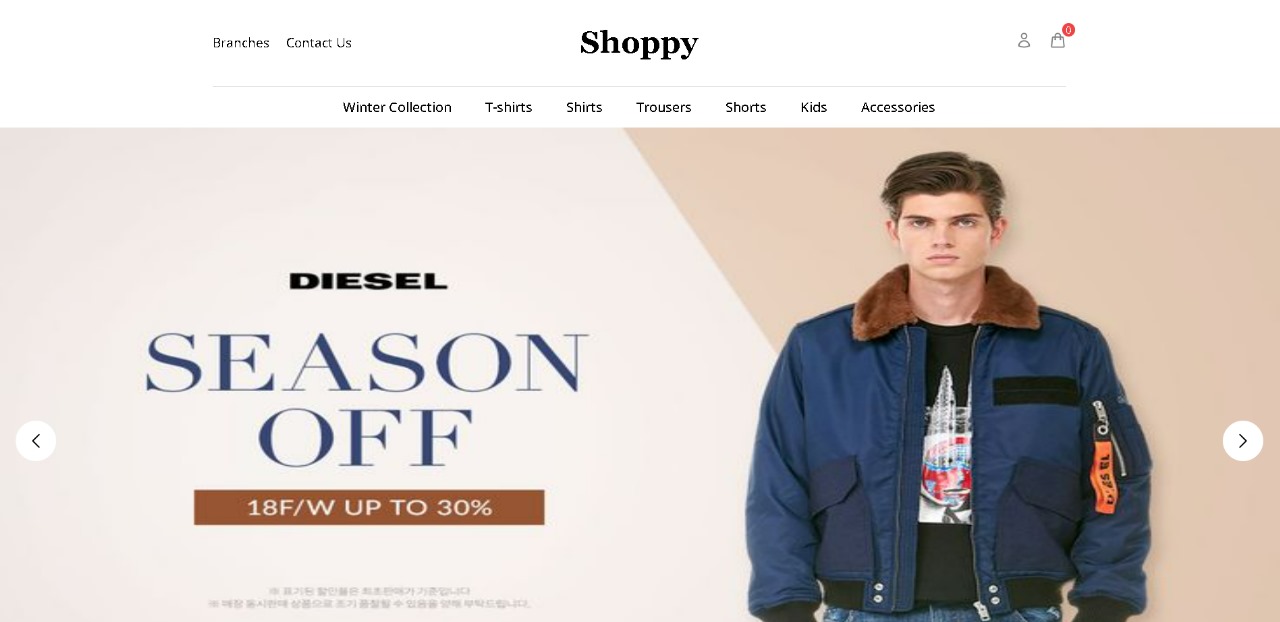 Branches Contact Us
Shoppy
0
Winter Collection T-shirts Shirts Trousers Shorts Kids Accessories
DIESEL
SEASON
OFF
18F/W UP TO 30%
※ 표기된 할인률은 최초판매가 기준입니다
※ 매장 동시판매 상품으로 조기 품절될 수 있음을 양해 부탁드립니다.